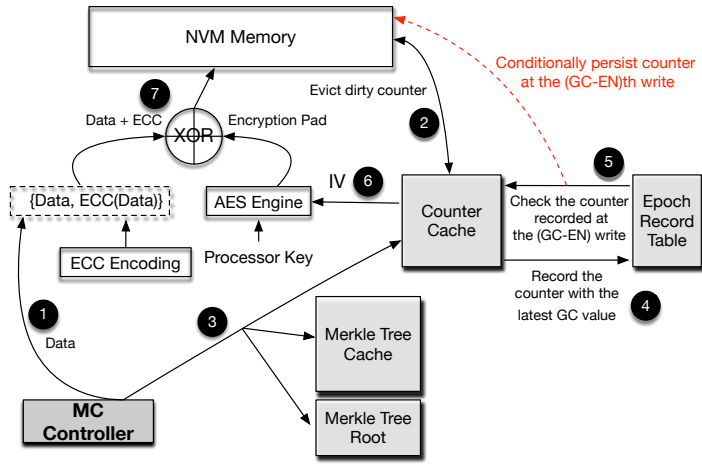 NVM Memory
Conditionally persist counter
at the (GC-EN)th write
7
Evict dirty counter
Data + ECC
XOR
Encryption Pad
2
5
IV
6
{Data, ECC(Data)}
AES Engine
Counter
Cache
Check the counter
recorded at
the (GC-EN) write
Epoch
Record
Table
ECC Encoding
Processor Key
Record the
counter with the
latest GC value
4
1
3
Data
Merkle Tree
Cache
MC
Controller
Merkle Tree
Root